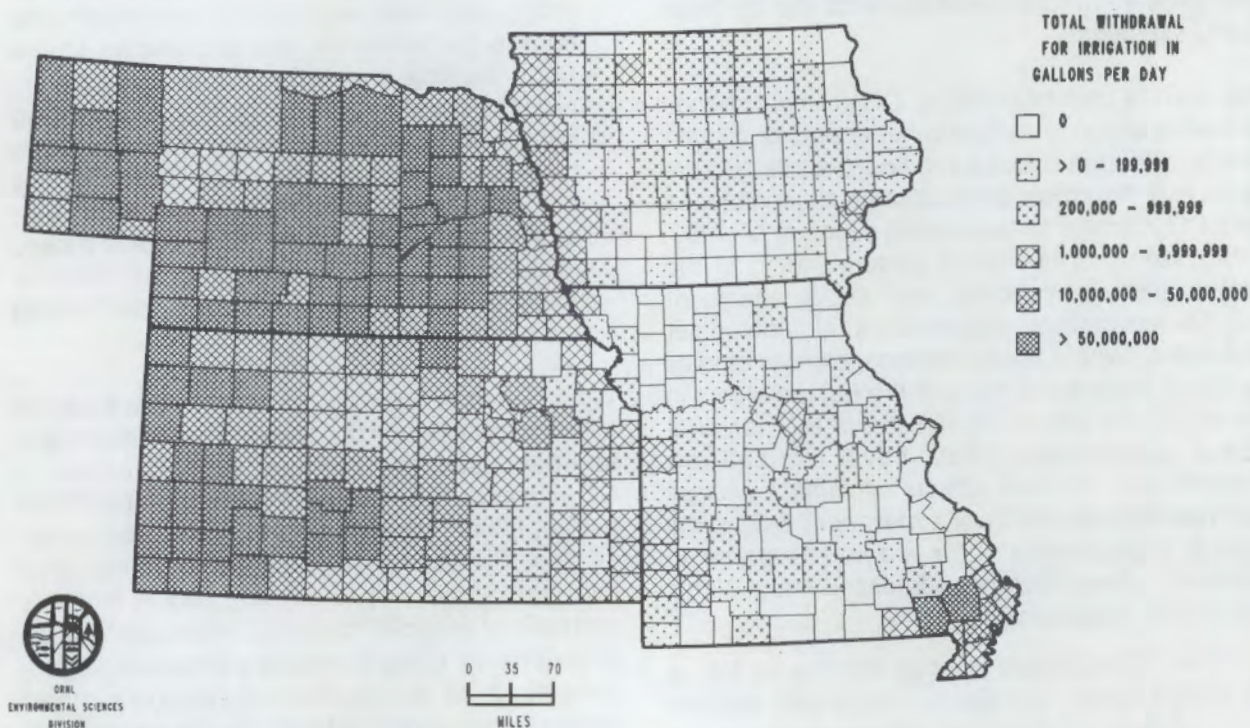 TOTAL WITHDRAWAL
FOR IRRIGATION IN
GALLONS PER DAY
0
> 0 - 199,999
200,000 - 999,999
1,000,000 - 9,999,999
10,000,000 - 50,000,000
> 50,000,000
ORNL
ENVIRONMENTAL SCIENCES
DIVISION
0 35 70
MILES